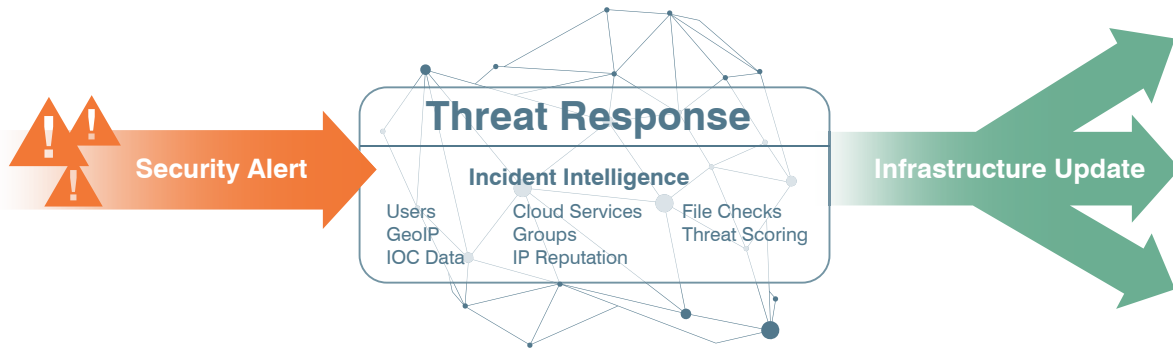 Threat Response
! ! !
Security Alert
Infrastructure Update
Incident Intelligence
Users Cloud Services File Checks
GeoIP Groups Threat Scoring
IOC Data IP Reputation